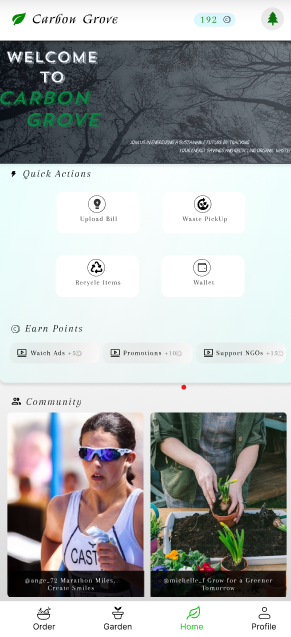 Carbon Grove
192
WELCOME
TO
CARBON
GROVE
JOIN US IN ENERGIZING A SUSTAINABLE FUTURE BY TRACKING
YOUR ENERGY SAVINGS AND RECYCLING ORGANIC WASTE!
Quick Actions
Upload Bill
Waste PickUp
Recycle Items
Wallet
Earn Points
Watch Ads +5
Promotions +10
Support NGOs +15
Community
CAST
@ange_72 Marathon Miles,
Create Smiles
@michelle_f Grow for a Greener
Tomorrow
Order
Garden
Home
Profile